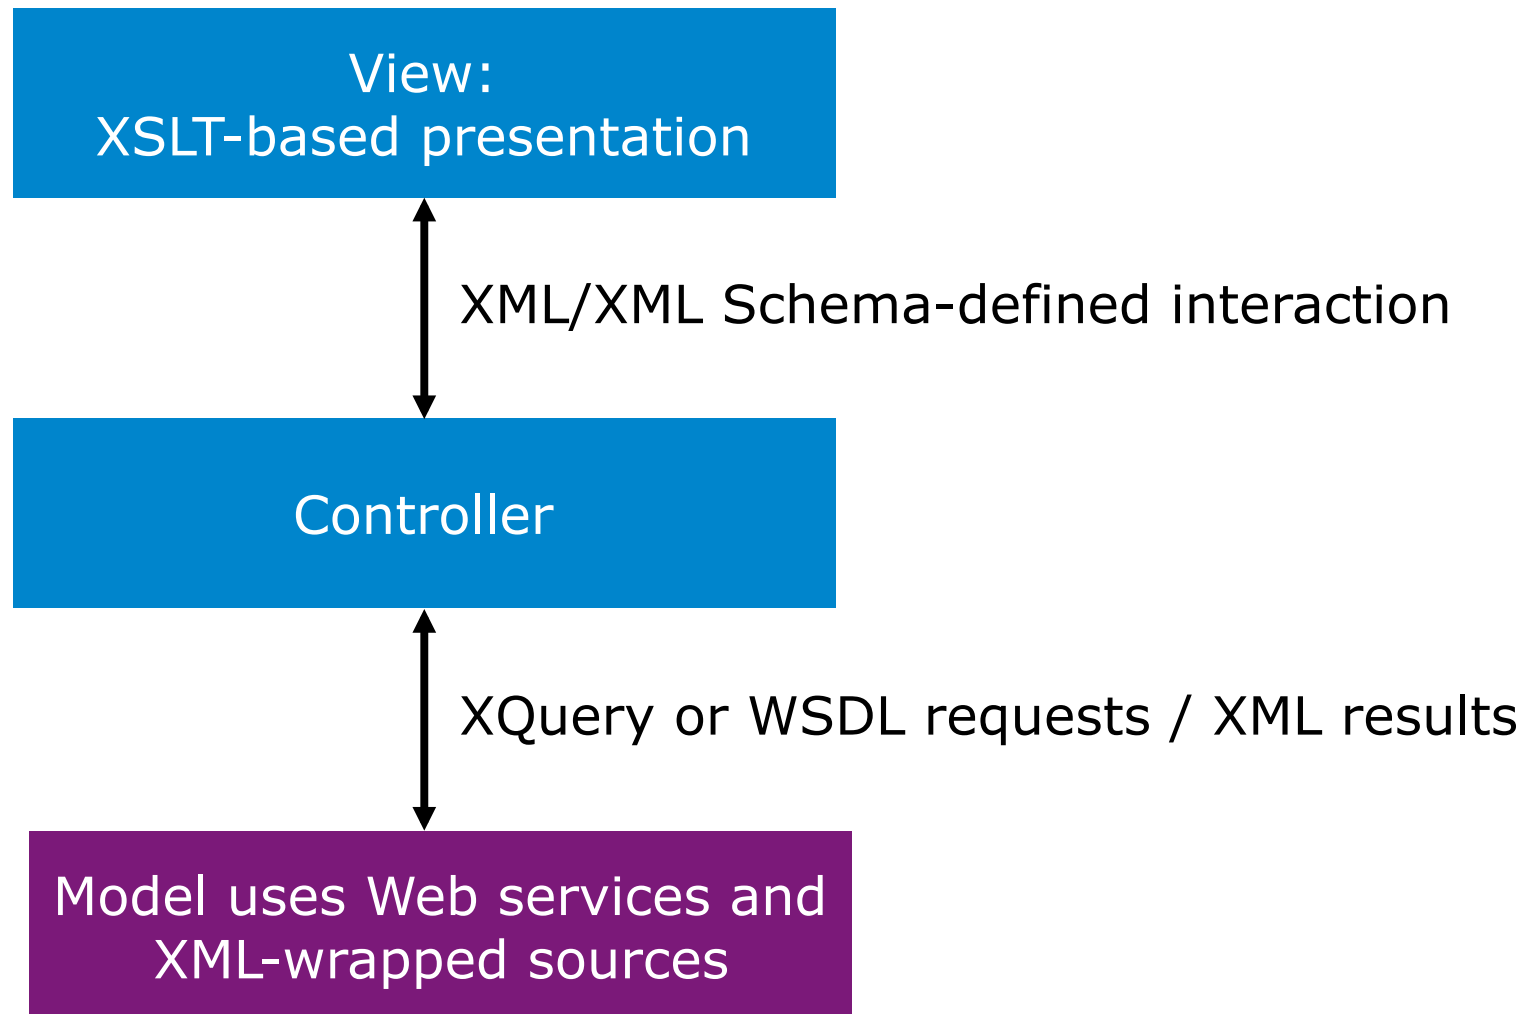 View:
XSLT-based presentation
XML/XML Schema-defined interaction
Controller
XQuery or WSDL requests / XML results
Model uses Web services and
XML-wrapped sources